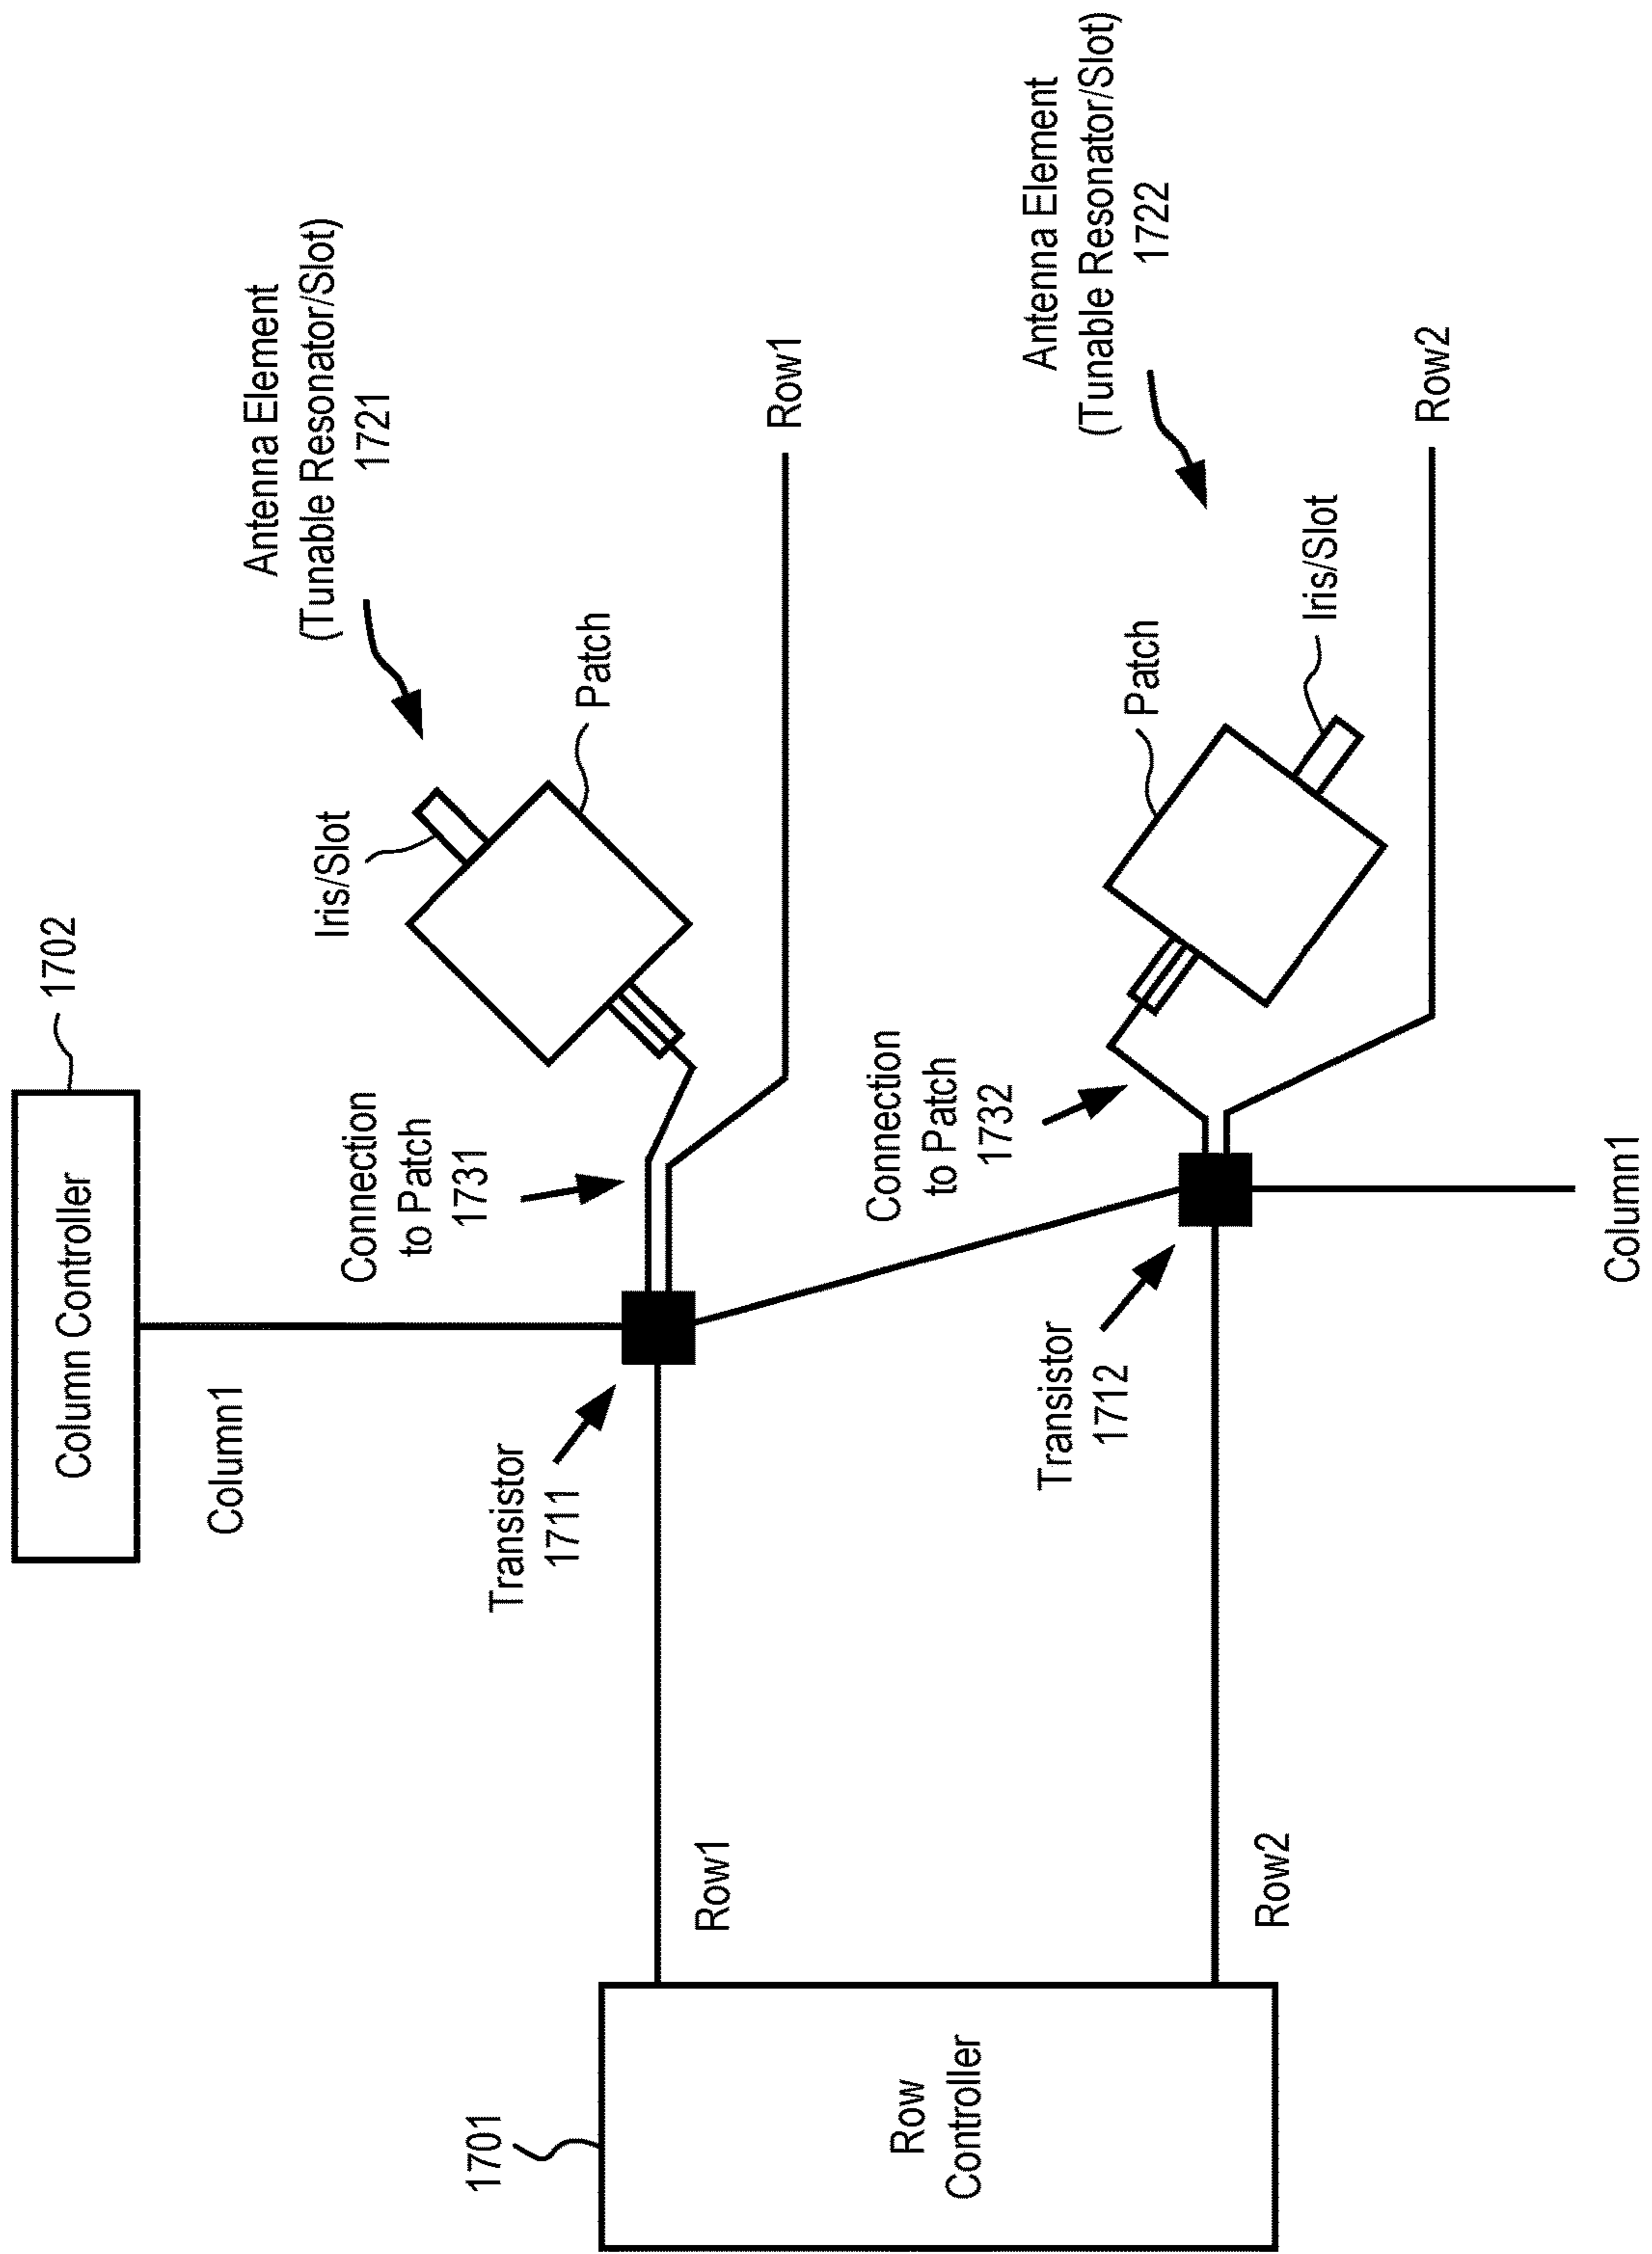 Column Controller
1702
Column1
Antenna Element
(Tunable Resonator/Slot)
1721
Iris/Slot
Patch
Connection
to Patch
1731
Row1
Transistor
1711
Antenna Element
(Tunable Resonator/Slot)
1722
Patch
Iris/Slot
Connection
to Patch
1732
Row2
Transistor
1712
Column1
1701
Row
Controller
Row1
Row2